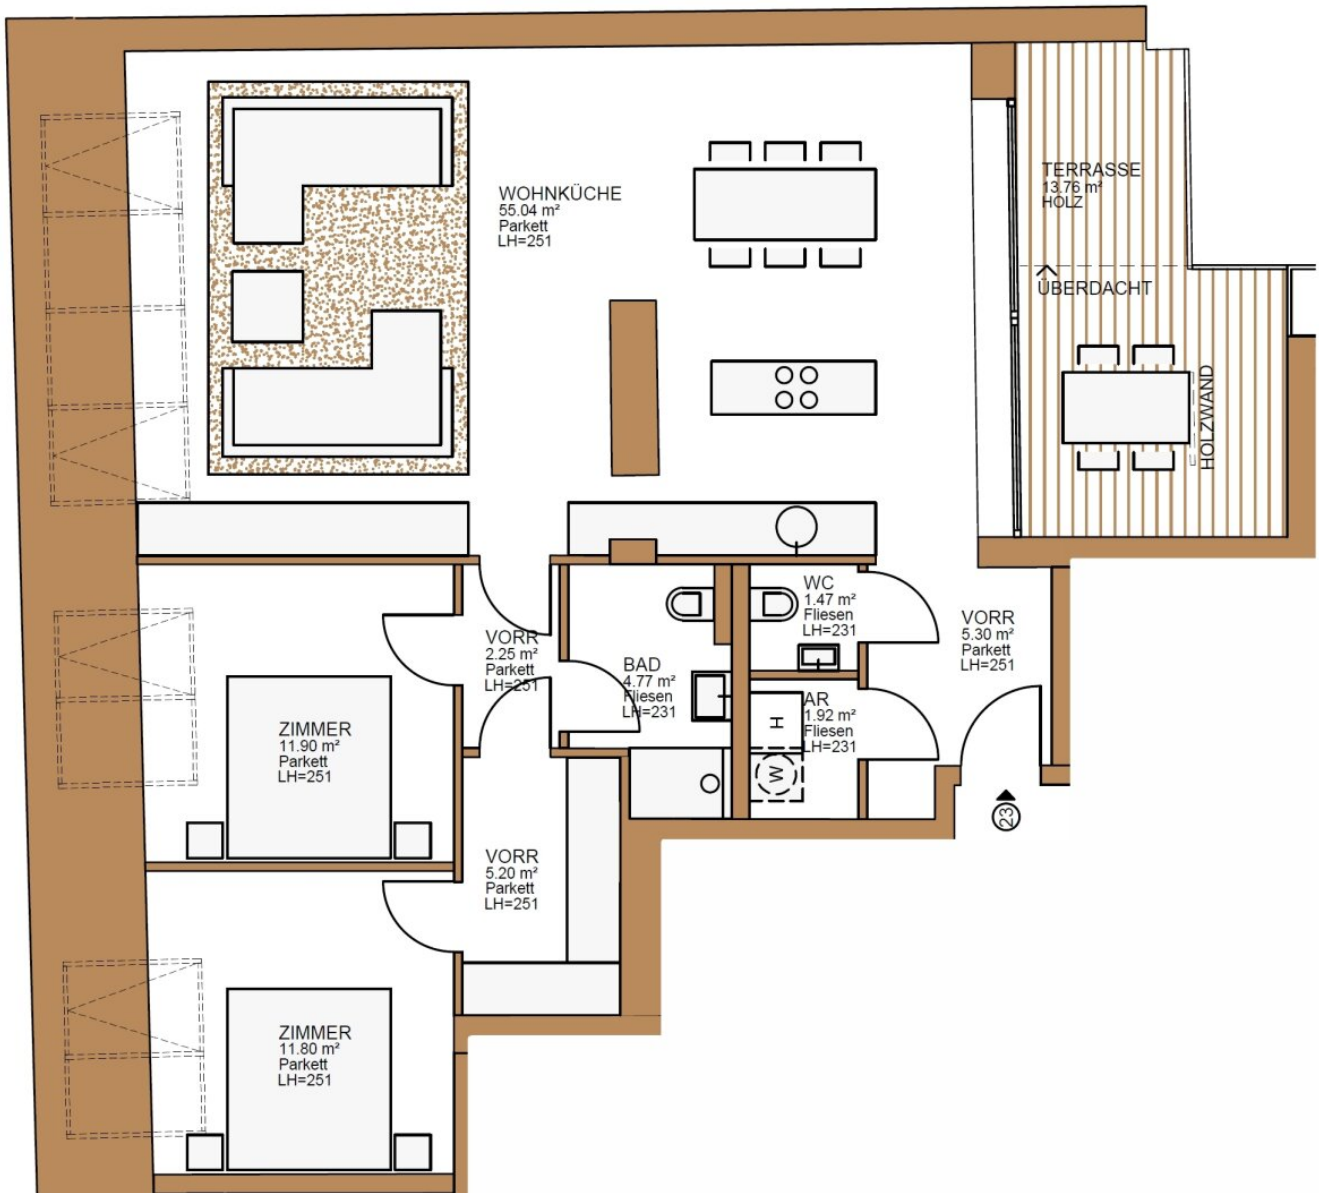 WOHNKÜCHE
55.04 m²
Parkett
LH=251
TERRASSE
13.76 m²
HOLZ
ÜBERDACHT
HOLZWAND
WC
1.47 m²
Fliesen
LH=231
VORR
5.30 m²
Parkett
LH=251
VORR
2.25 m²
Parkett
LH=251
BAD
4.77 m²
Fliesen
LH=231
AR
1.92 m²
Fliesen
LH=231
H
W
ZIMMER
11.90 m²
Parkett
LH=251
23
VORR
5.20 m²
Parkett
LH=251
ZIMMER
11.80 m²
Parkett
LH=251